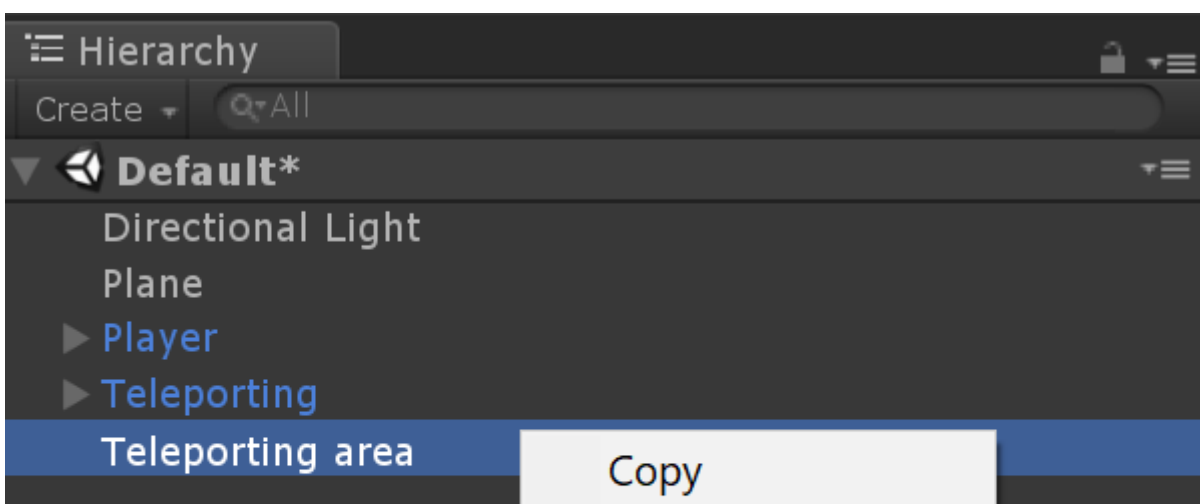 Hierarchy
Create All
Default*
Directional Light
Plane
Player
Teleporting
Teleporting area
Copy